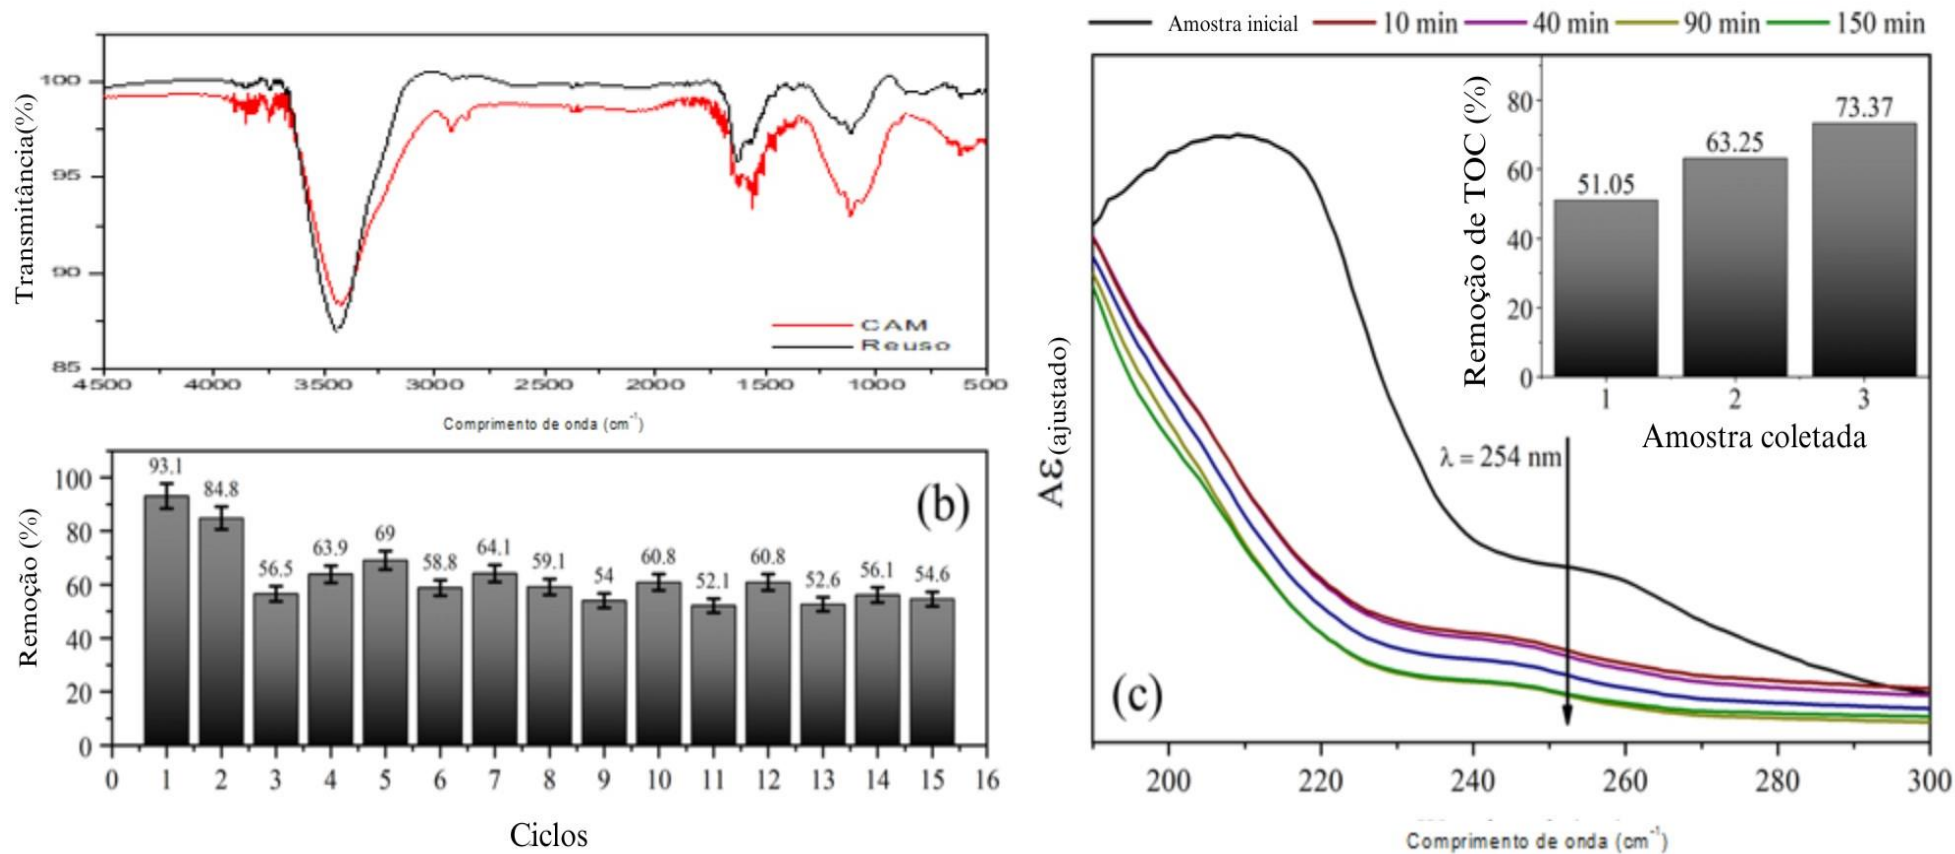 Transmitância(%)
100
95
90
85
CAM
Reuso
4500 4000 3500 3000 2500 2000 1500 1000 500
Comprimento de onda (cm⁻¹)
Remoção (%)
100
80
60
40
20
0
93.1 84.8 56.5 63.9 69 58.8 64.1 59.1 54 60.8 52.1 60.8 52.6 56.1 54.6
(b)
0 1 2 3 4 5 6 7 8 9 10 11 12 13 14 15 16
Ciclos
Amostra inicial 10 min 40 min 90 min 150 min
Aε(ajustado)
Remoção de TOC (%)
80
60
40
20
0
51.05 63.25 73.37
1 2 3
Amostra coletada
λ = 254 nm
(c)
200 220 240 260 280 300
Comprimento de onda (cm⁻¹)